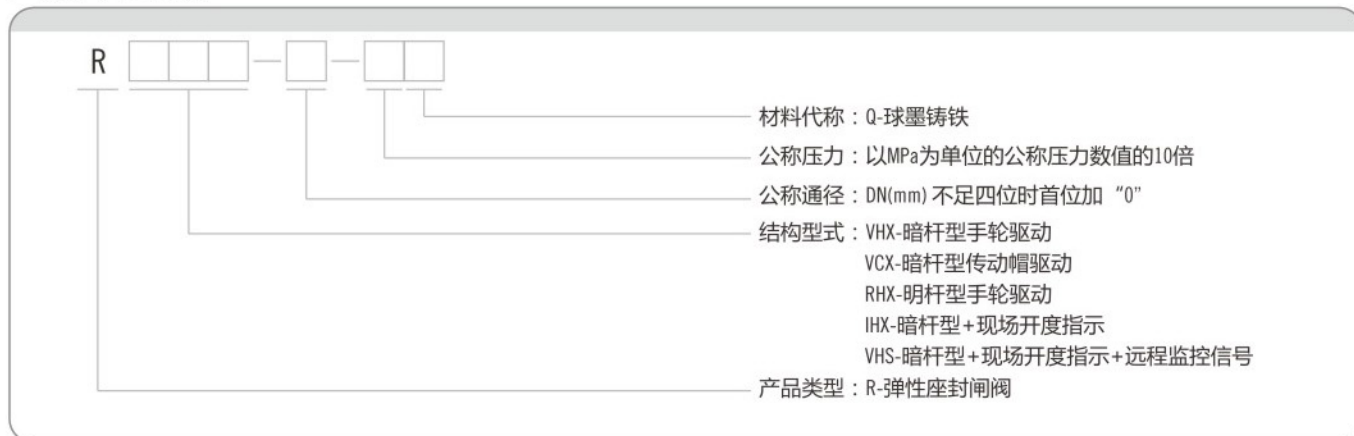 R □□□—□—□□
材料代称：Q-球墨铸铁
公称压力：以MPa为单位的公称压力数值的10倍
公称通径：DN(mm) 不足四位时首位加“0”
结构型式：VHX-暗杆型手轮驱动
VCX-暗杆型传动帽驱动
RHX-明杆型手轮驱动
IHX-暗杆型+现场开度指示
VHS-暗杆型+现场开度指示+远程监控信号
产品类型：R-弹性座封闸阀